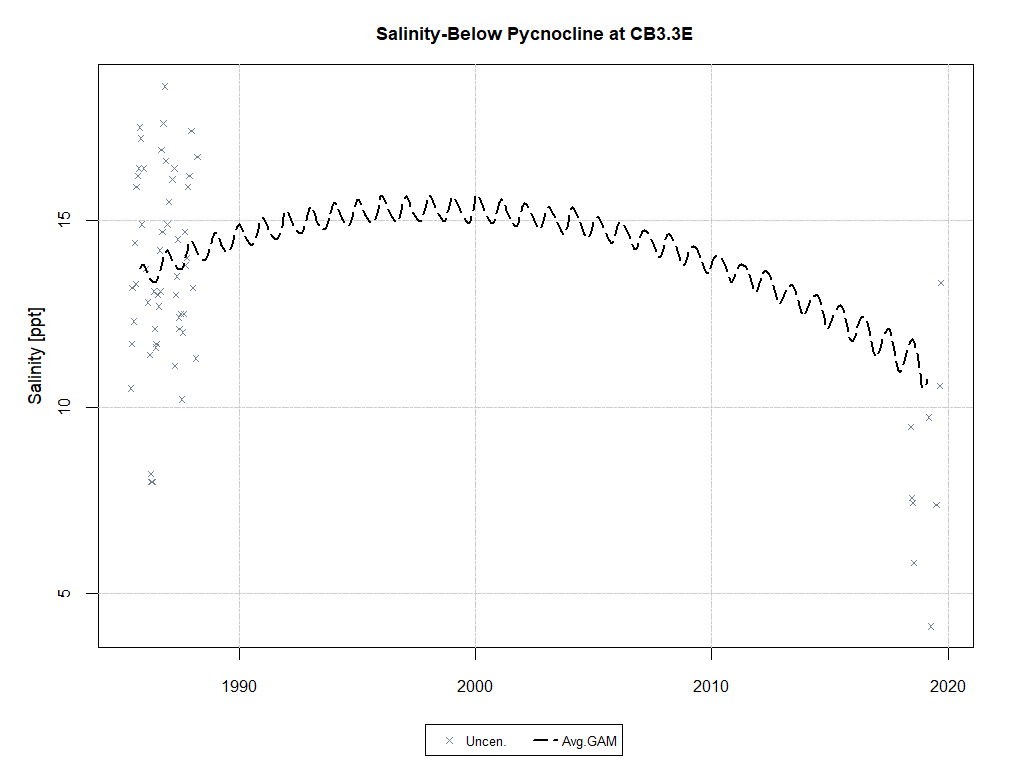 Salinity-Below Pycnocline at CB3.3E
Salinity [ppt]
15
10
5
1990 2000 2010 2020
Uncen. Avg.GAM